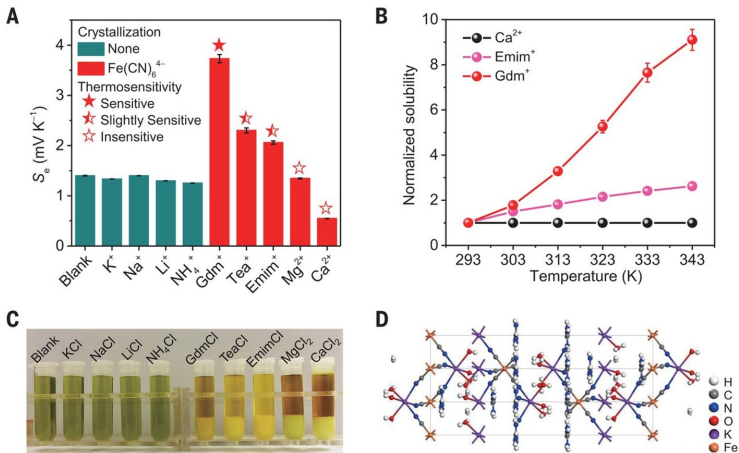 A
Crystallization
None
Fe(CN)₆⁴⁻
Thermosensitivity
Sensitive
Slightly Sensitive
Insensitive
Sₑ (mV K⁻¹)
4
3
2
1
0
Blank
K⁺
Na⁺
Li⁺
NH₄⁺
Gdm⁺
Tea⁺
Emim⁺
Mg²⁺
Ca²⁺
B
Ca²⁺
Emim⁺
Gdm⁺
Normalized solubility
10
8
6
4
2
0
293 303 313 323 333 343
Temperature (K)
C
Blank
KCl
NaCl
LiCl
NH₄Cl
GdmCl
TeaCl
EmimCl
MgCl₂
CaCl₂
D
H
C
N
O
K
Fe